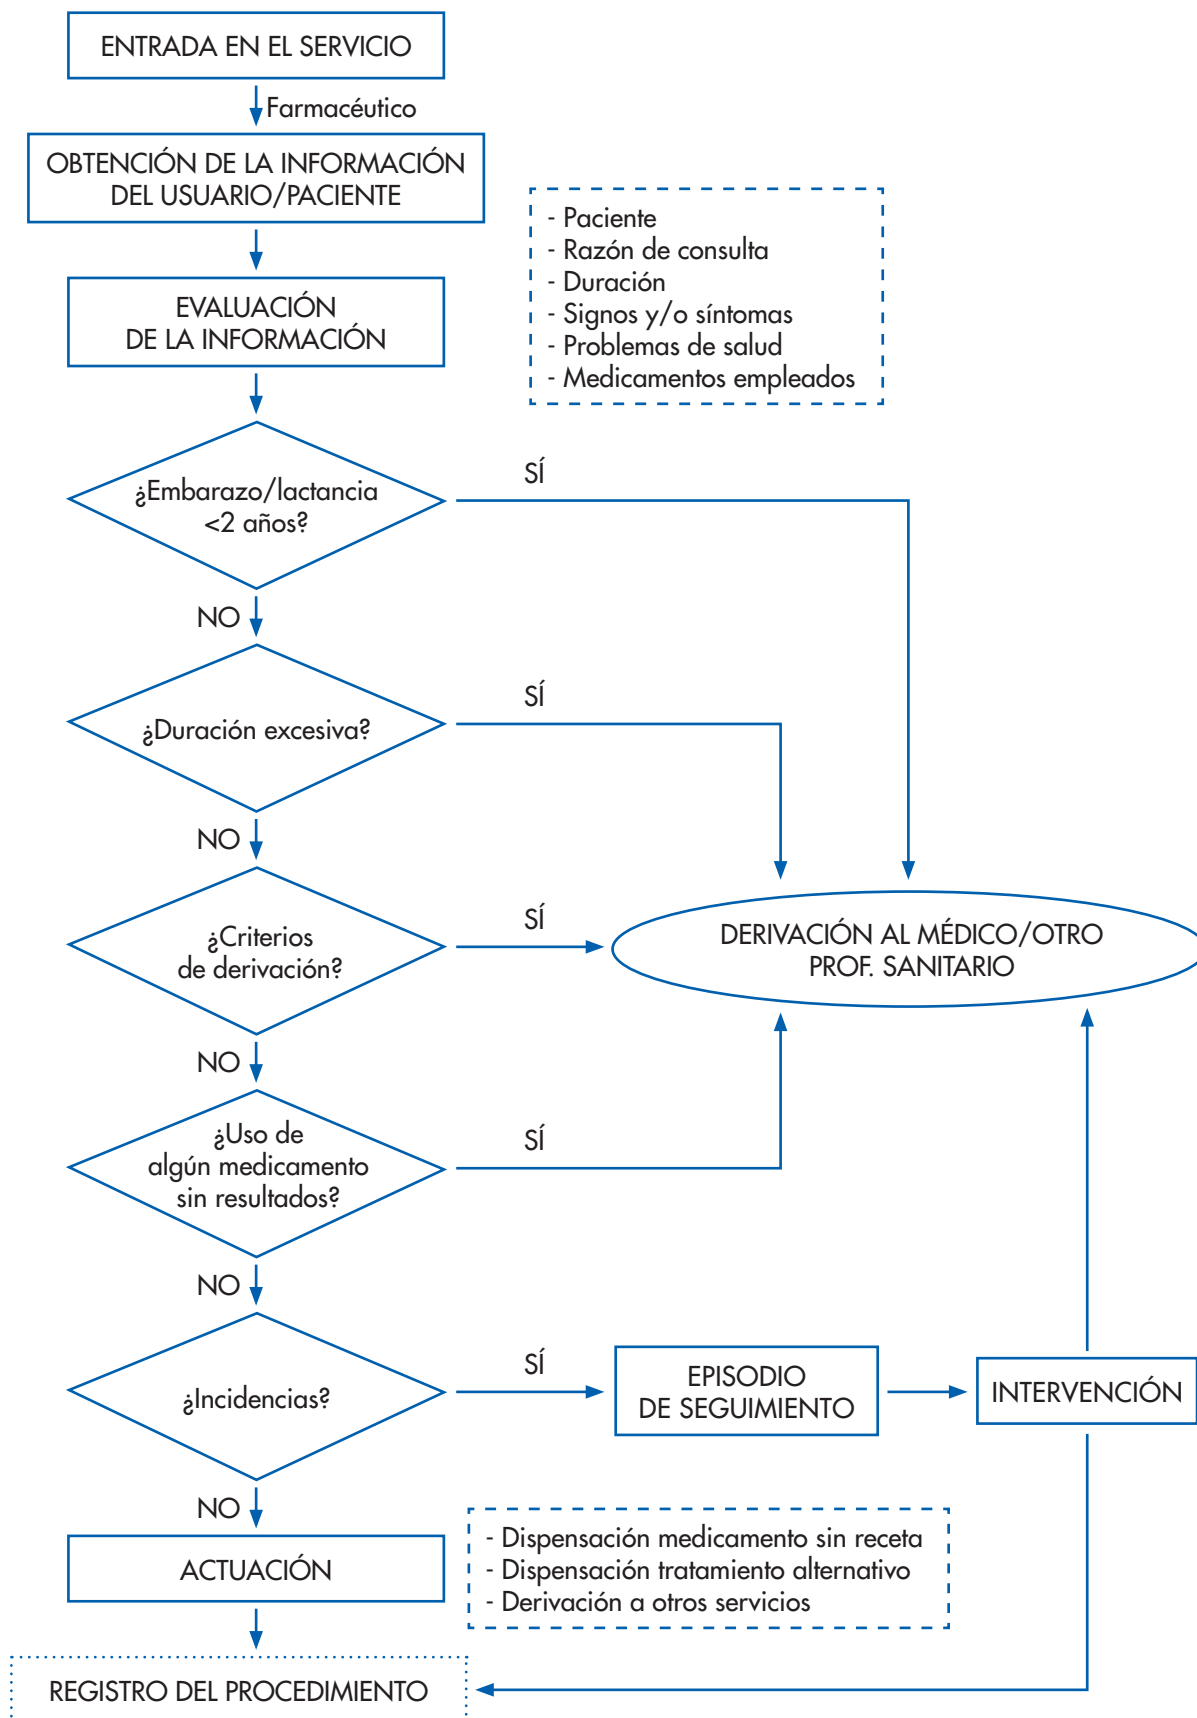 ENTRADA EN EL SERVICIO
Farmacéutico
OBTENCIÓN DE LA INFORMACIÓN
DEL USUARIO/PACIENTE
- Paciente
- Razón de consulta
- Duración
- Signos y/o síntomas
- Problemas de salud
- Medicamentos empleados
EVALUACIÓN
DE LA INFORMACIÓN
¿Embarazo/lactancia
<2 años?
SÍ
NO
¿Duración excesiva?
SÍ
NO
¿Criterios
de derivación?
SÍ
DERIVACIÓN AL MÉDICO/OTRO
PROF. SANITARIO
NO
¿Uso de
algún medicamento
sin resultados?
SÍ
NO
¿Incidencias?
SÍ
EPISODIO
DE SEGUIMIENTO
INTERVENCIÓN
NO
ACTUACIÓN
- Dispensación medicamento sin receta
- Dispensación tratamiento alternativo
- Derivación a otros servicios
REGISTRO DEL PROCEDIMIENTO